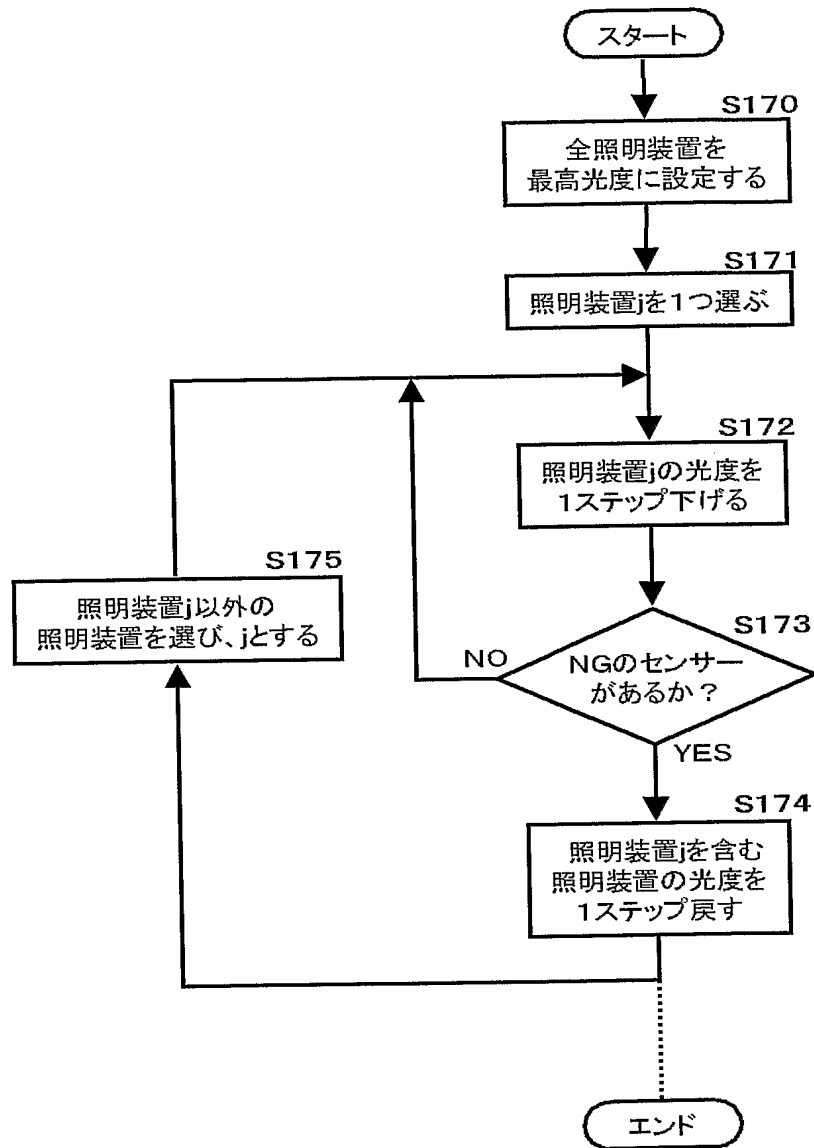 スタート
S170
全照明装置を
最高光度に設定する
S171
照明装置jを1つ選ぶ
S172
照明装置jの光度を
1ステップ下げる
S175
照明装置j以外の
照明装置を選び、jとする
S173
NGのセンサー
があるか?
NO
YES
S174
照明装置jを含む
照明装置の光度を
1ステップ戻す
エンド